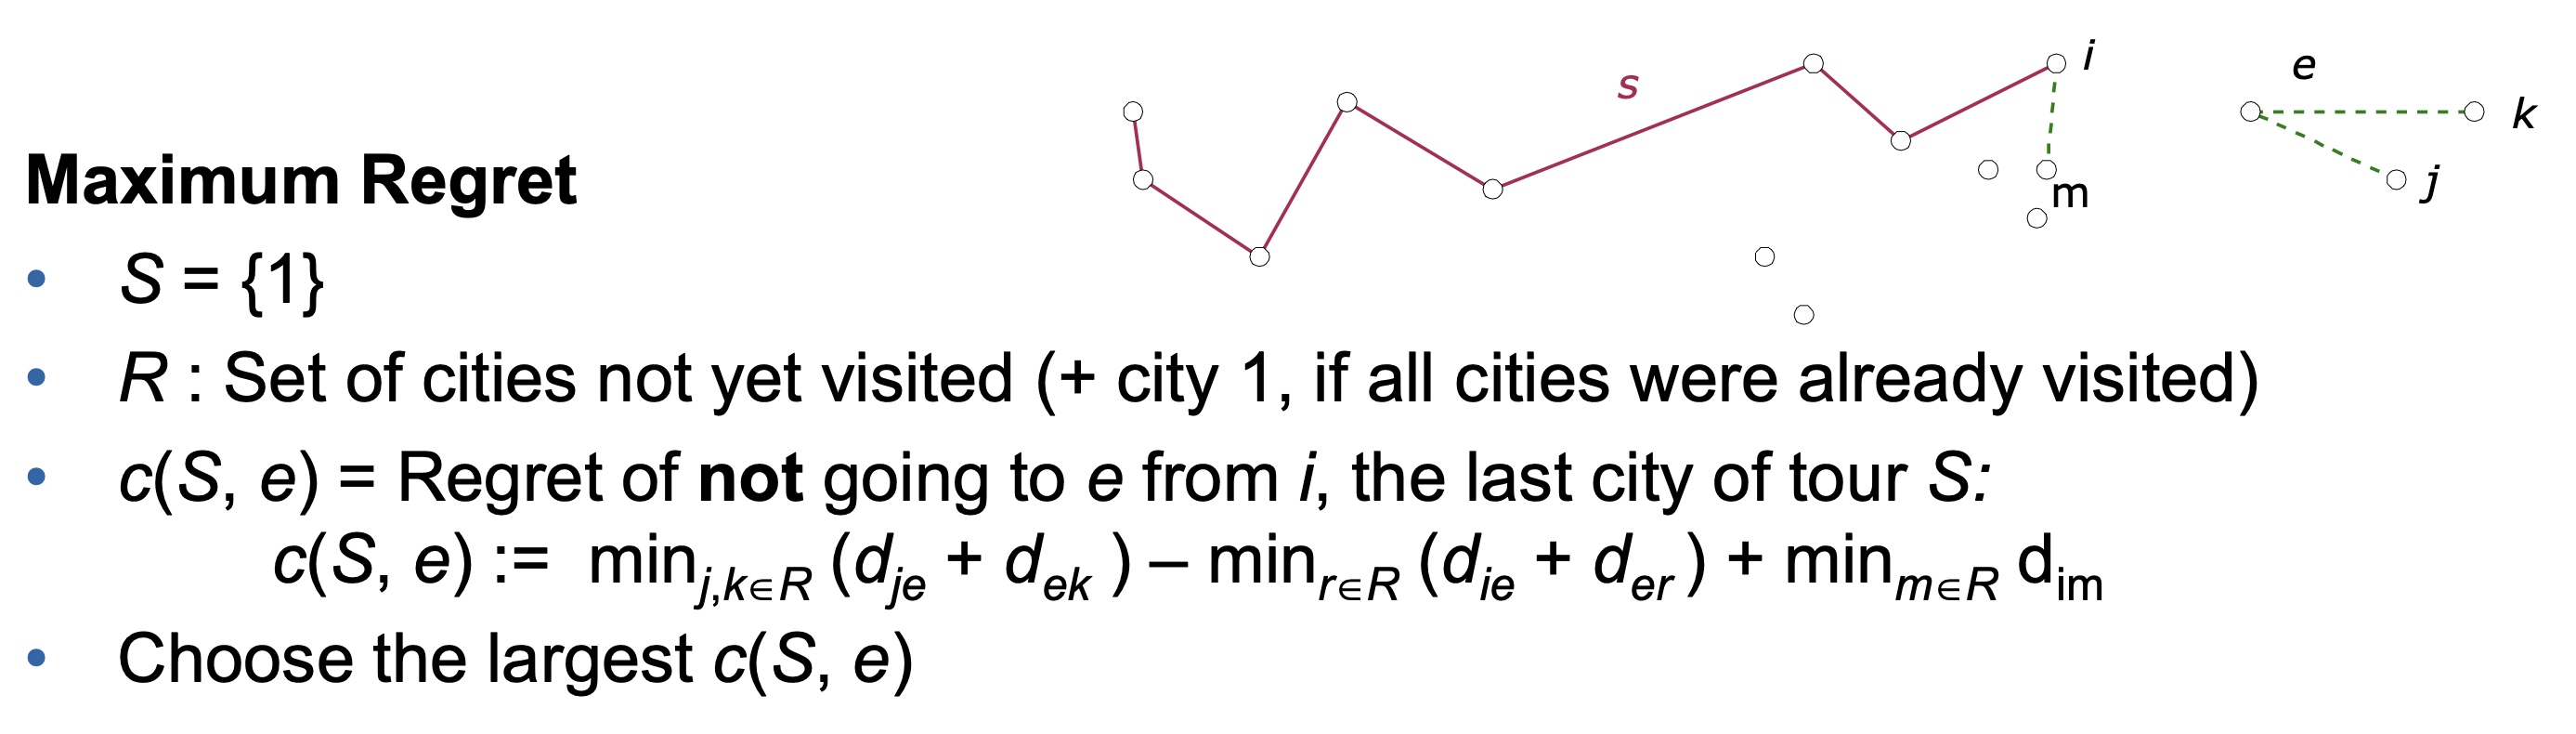 i
e
s
k
Maximum Regret
j
m
• S = {1}
• R : Set of cities not yet visited (+ city 1, if all cities were already visited)
• c(S, e) = Regret of not going to e from i, the last city of tour S:
c(S, e) := min_{j,k∈R} (d_{je} + d_{ek} ) – min_{r∈R} (d_{ie} + d_{er} ) + min_{m∈R} d_{im}
• Choose the largest c(S, e)